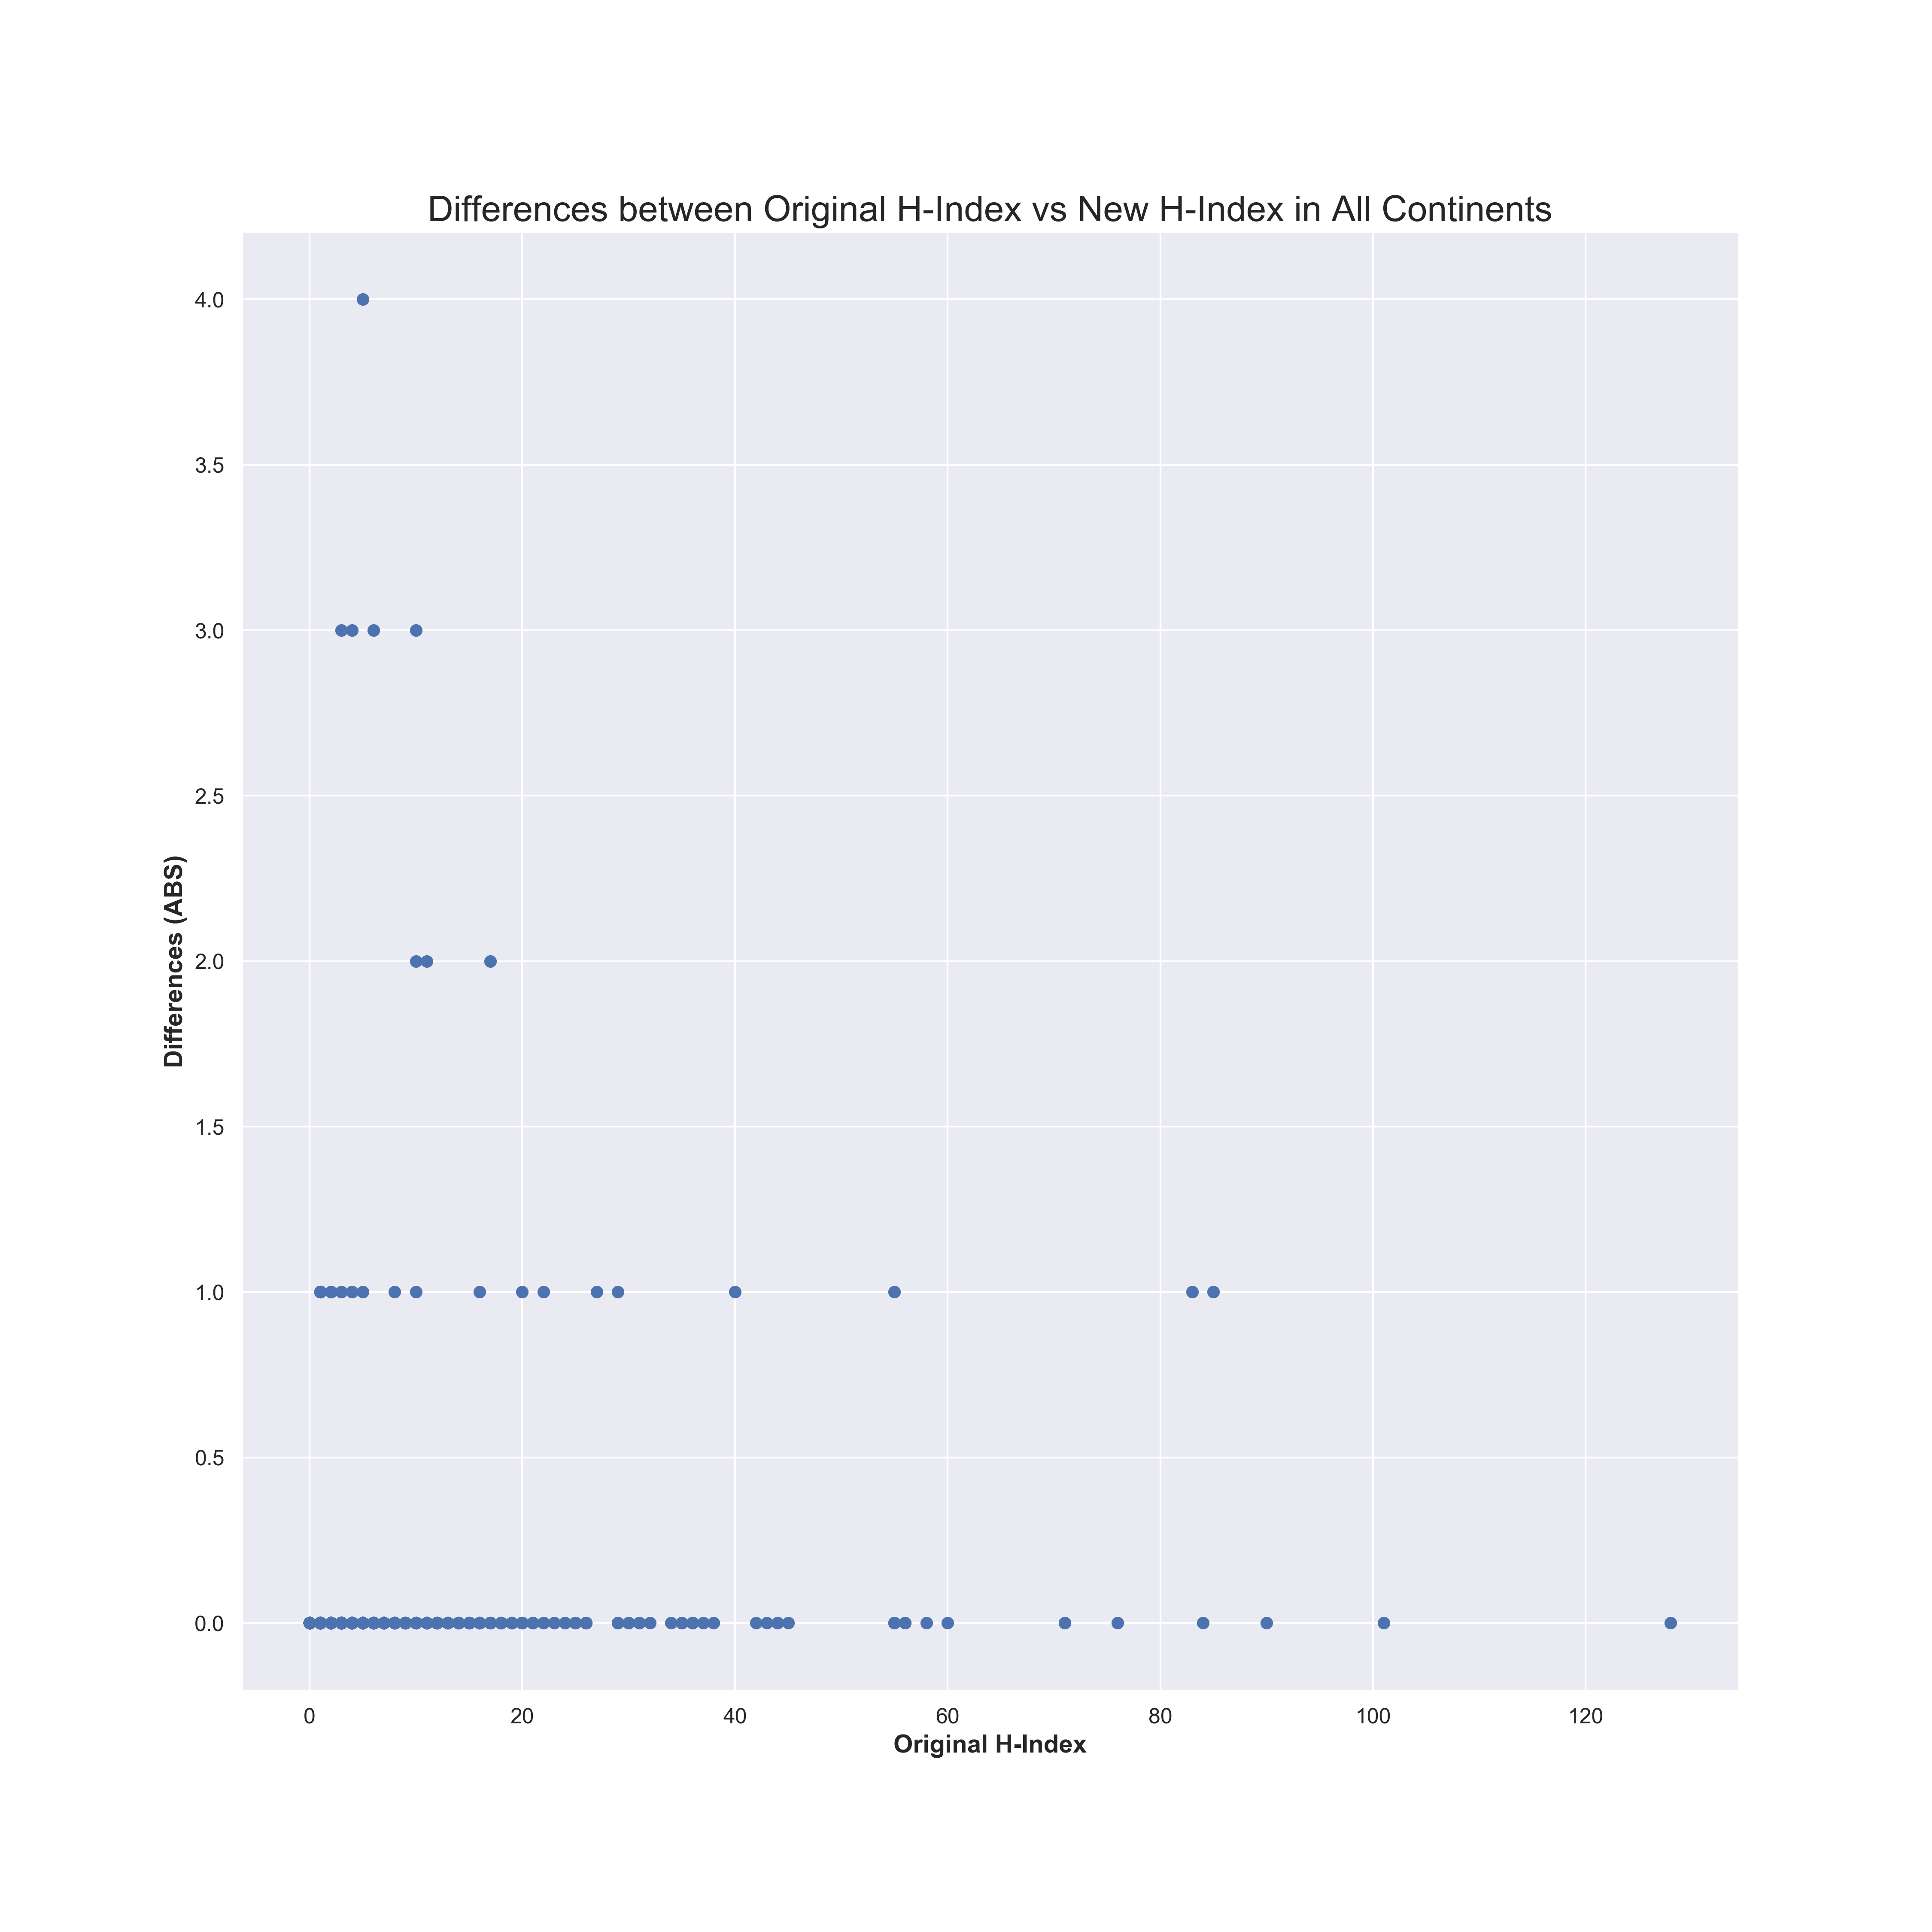 Differences between Original H-Index vs New H-Index in All Continents
4.0
3.5
3.0
2.5
2.0
1.5
1.0
0.5
0.0
Differences (ABS)
0 20 40 60 80 100 120
Original H-Index